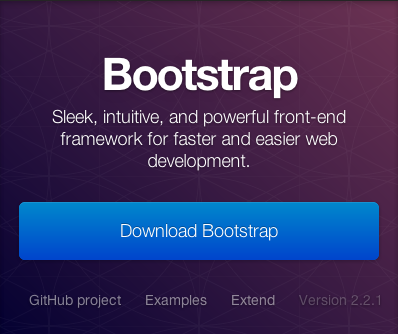 Bootstrap
Sleek, intuitive, and powerful front-end
framework for faster and easier web
development.
Download Bootstrap
GitHub project Examples Extend Version 2.2.1